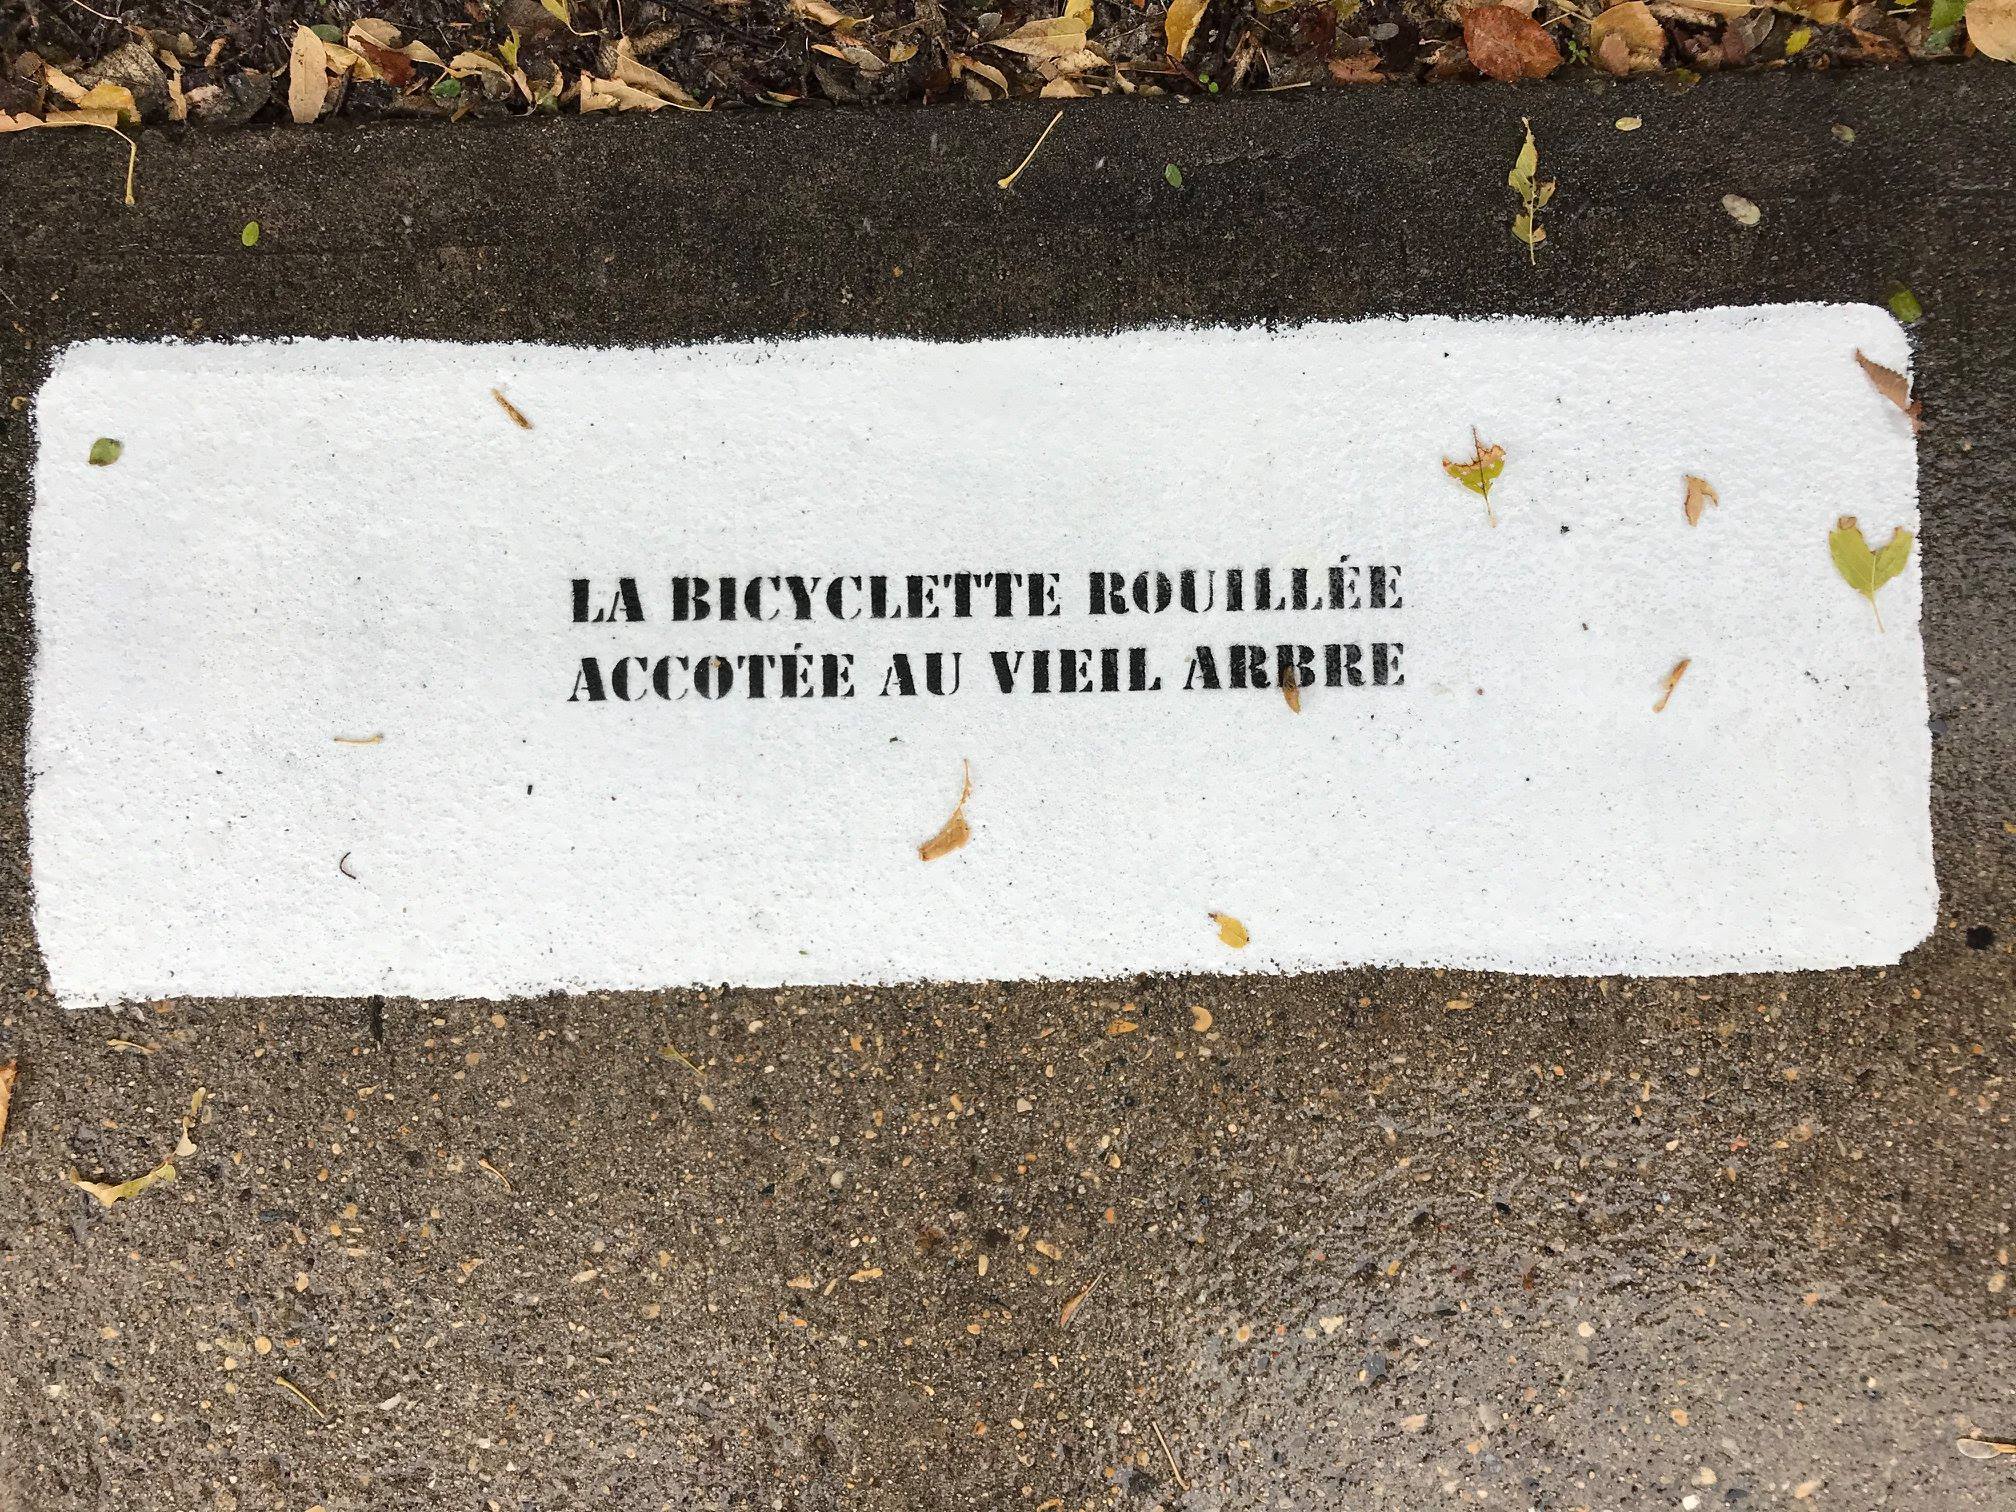 LA BICYCLETTE ROUILLÉE
ACCOTÉE AU VIEIL ARBRE